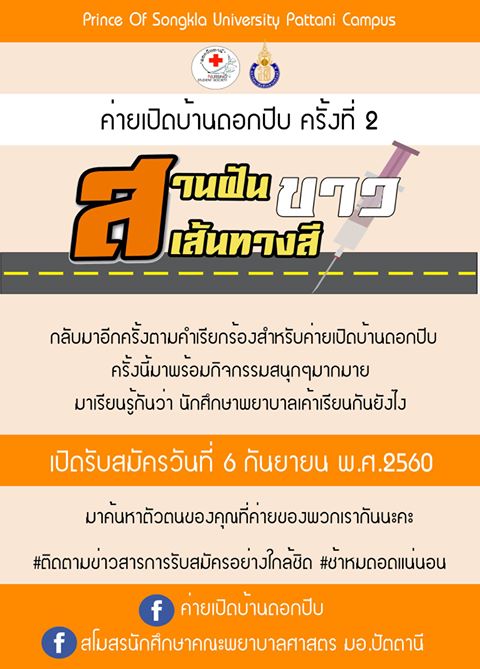 Prince Of Songkla University Pattani Campus
NURSING
STUDENT SOCIETY
ค่ายเปิดบ้านดอกปีบ ครั้งที่ 2
สานฝัน
เส้นทางสีขาว
กลับมาอีกครั้งตามคำเรียกร้องสำหรับค่ายเปิดบ้านดอกปีบ
ครั้งนี้มาพร้อมกิจกรรมสนุกๆมากมาย
มาเรียนรู้กันว่า นักศึกษาพยาบาลเค้าเรียนกันยังไง
เปิดรับสมัครวันที่ 6 กันยายน พ.ศ.2560
มาค้นหาตัวตนของคุณที่ค่ายของพวกเรากันนะคะ
#ติดตามข่าวสารการรับสมัครอย่างใกล้ชิด #ช้าหมดอดแน่นอน
ค่ายเปิดบ้านดอกปีบ
สโมสรนักศึกษาคณะพยาบาลศาสตร มอ.ปัตตานี